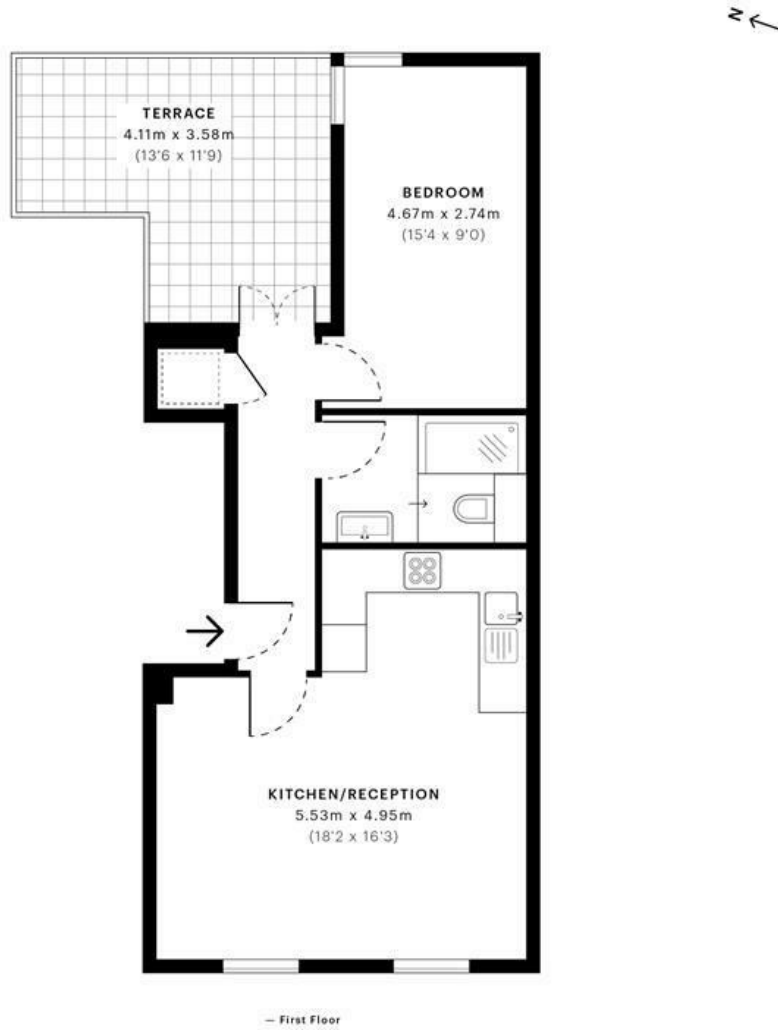 N
TERRACE
4.11m x 3.58m
(13'6 x 11'9)
BEDROOM
4.67m x 2.74m
(15'4 x 9'0)
KITCHEN/RECEPTION
5.53m x 4.95m
(18'2 x 16'3)
— First Floor